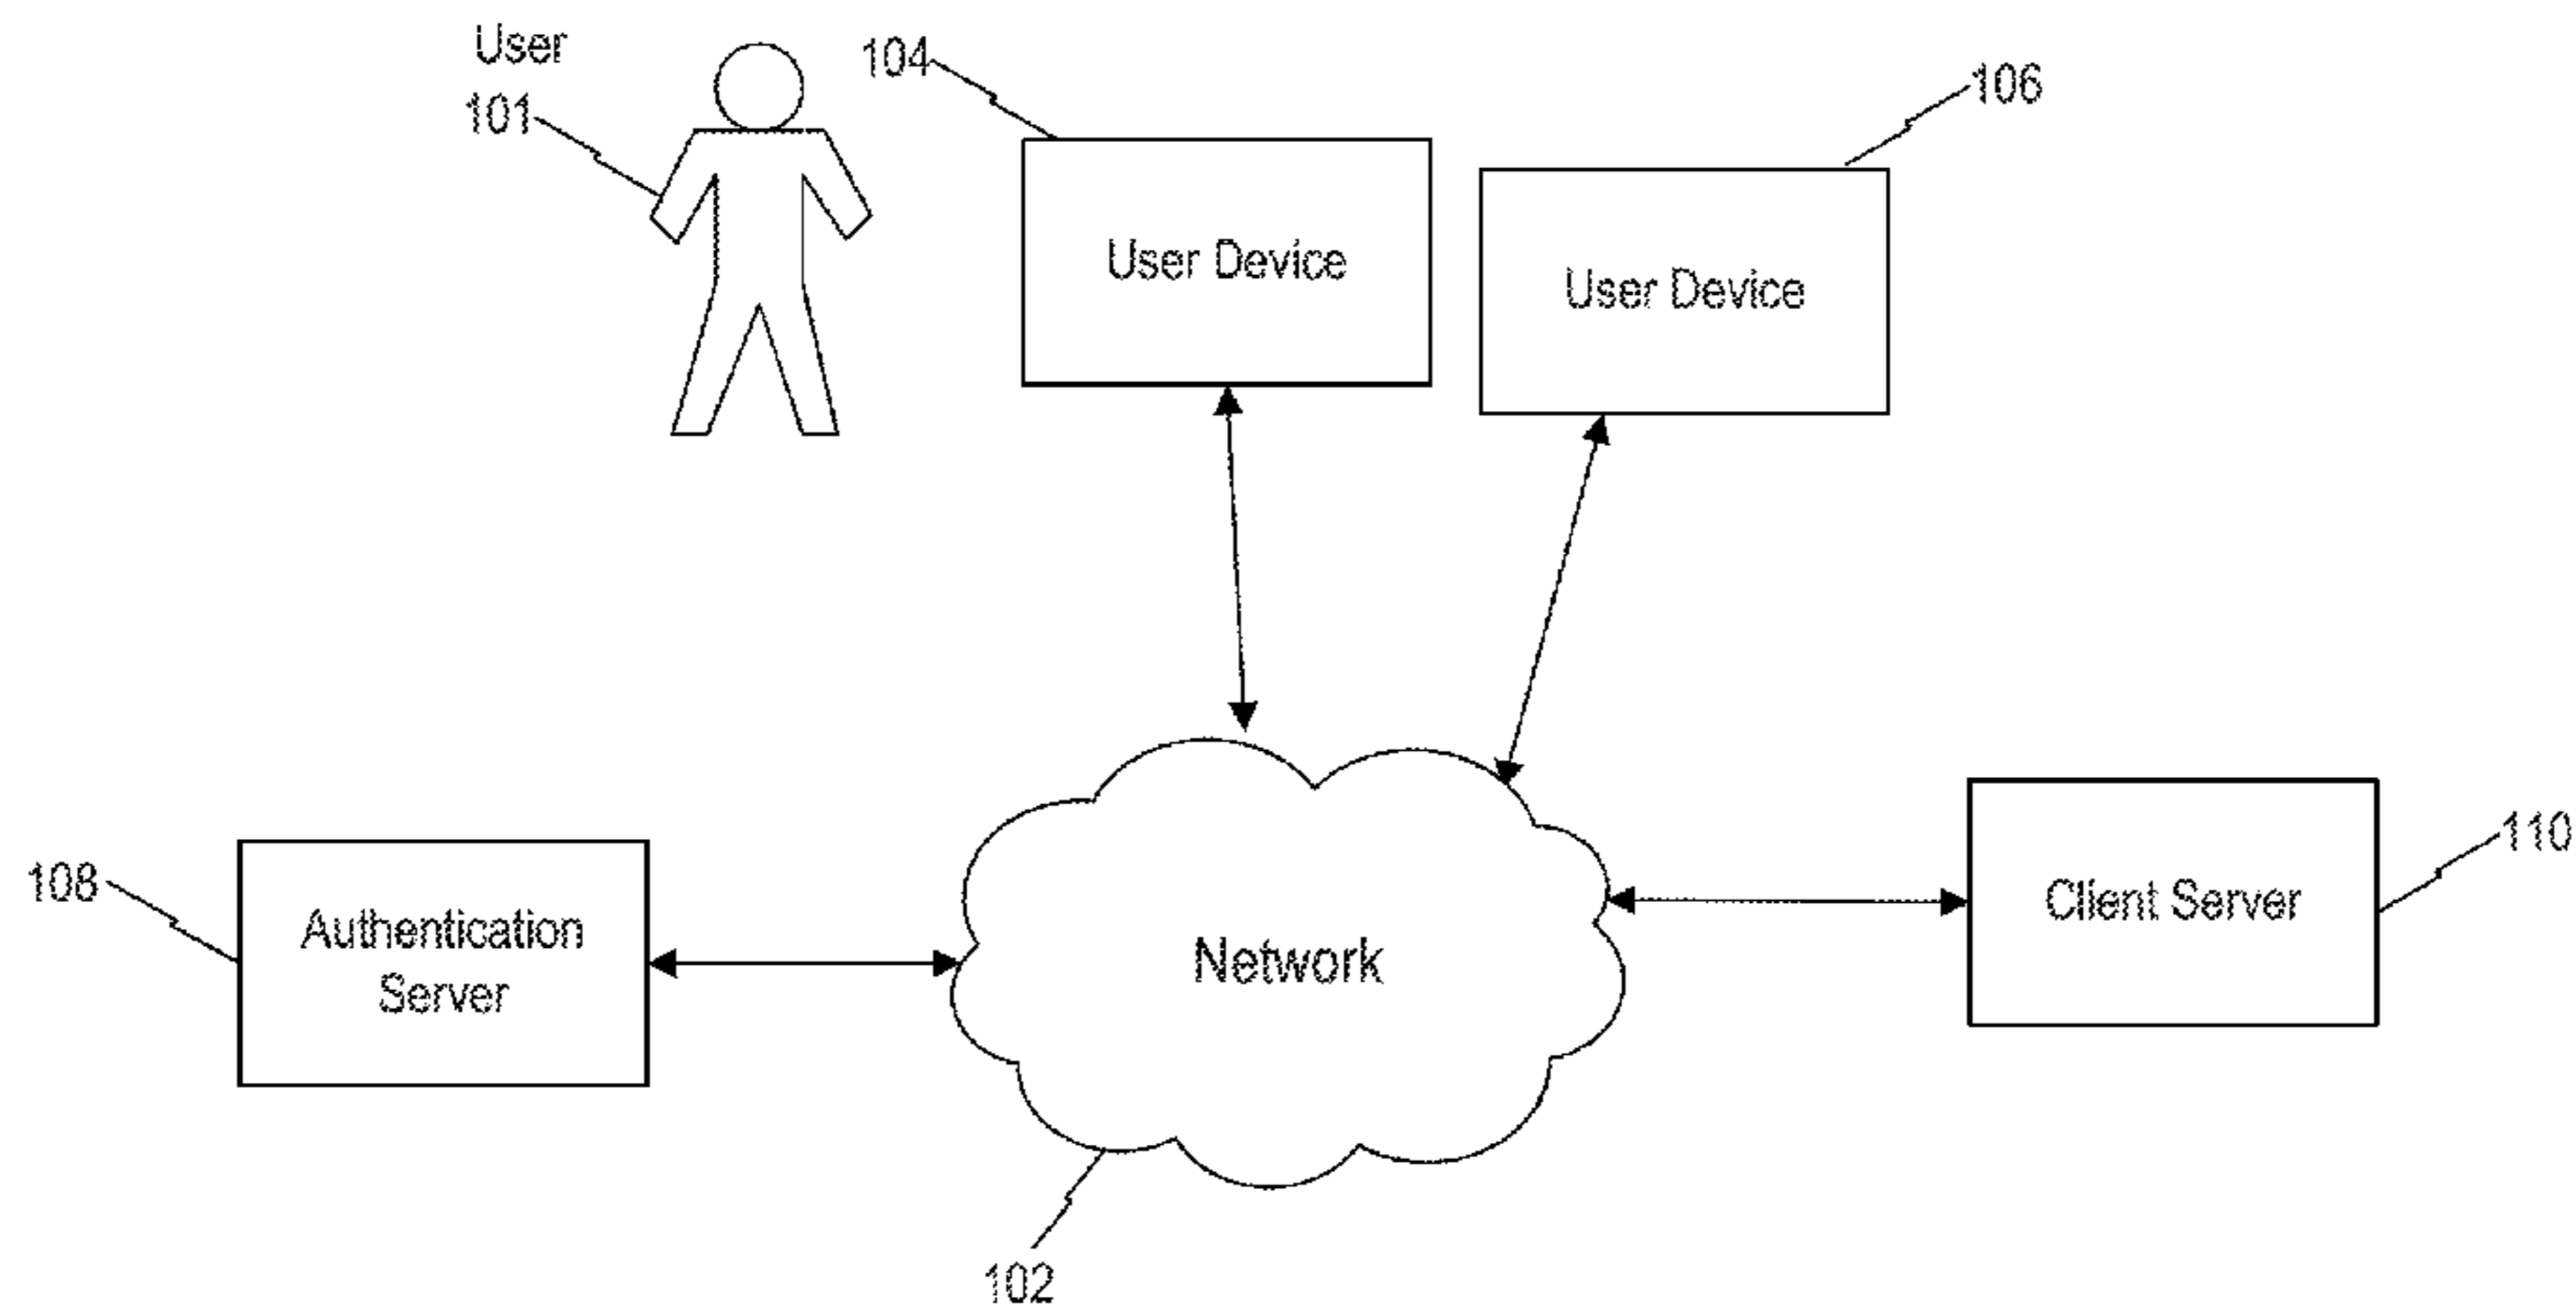 User
101
104
106
User Device
User Device
108
Authentication
Server
Network
Client Server
110
102